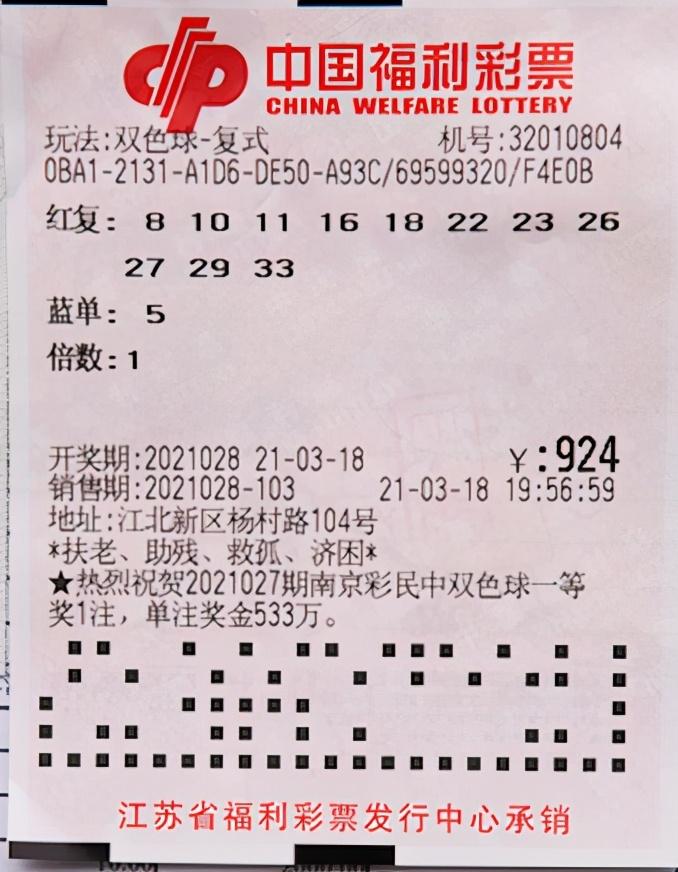 中国福利彩票
CHINA WELFARE LOTTERY
玩法:双色球-复式 机号:32010804
0BA1-2131-A1D6-DE50-A93C/69599320/F4E0B
红复: 8 10 11 16 18 22 23 26
27 29 33
蓝单: 5
倍数:1
开奖期:2021028 21-03-18 ¥:924
销售期:2021028-103 21-03-18 19:56:59
地址:江北新区杨村路104号
*扶老、助残、救孤、济困*
★热烈祝贺2021027期南京彩民中双色球一等
奖1注，单注奖金533万。
江苏省福利彩票发行中心承销